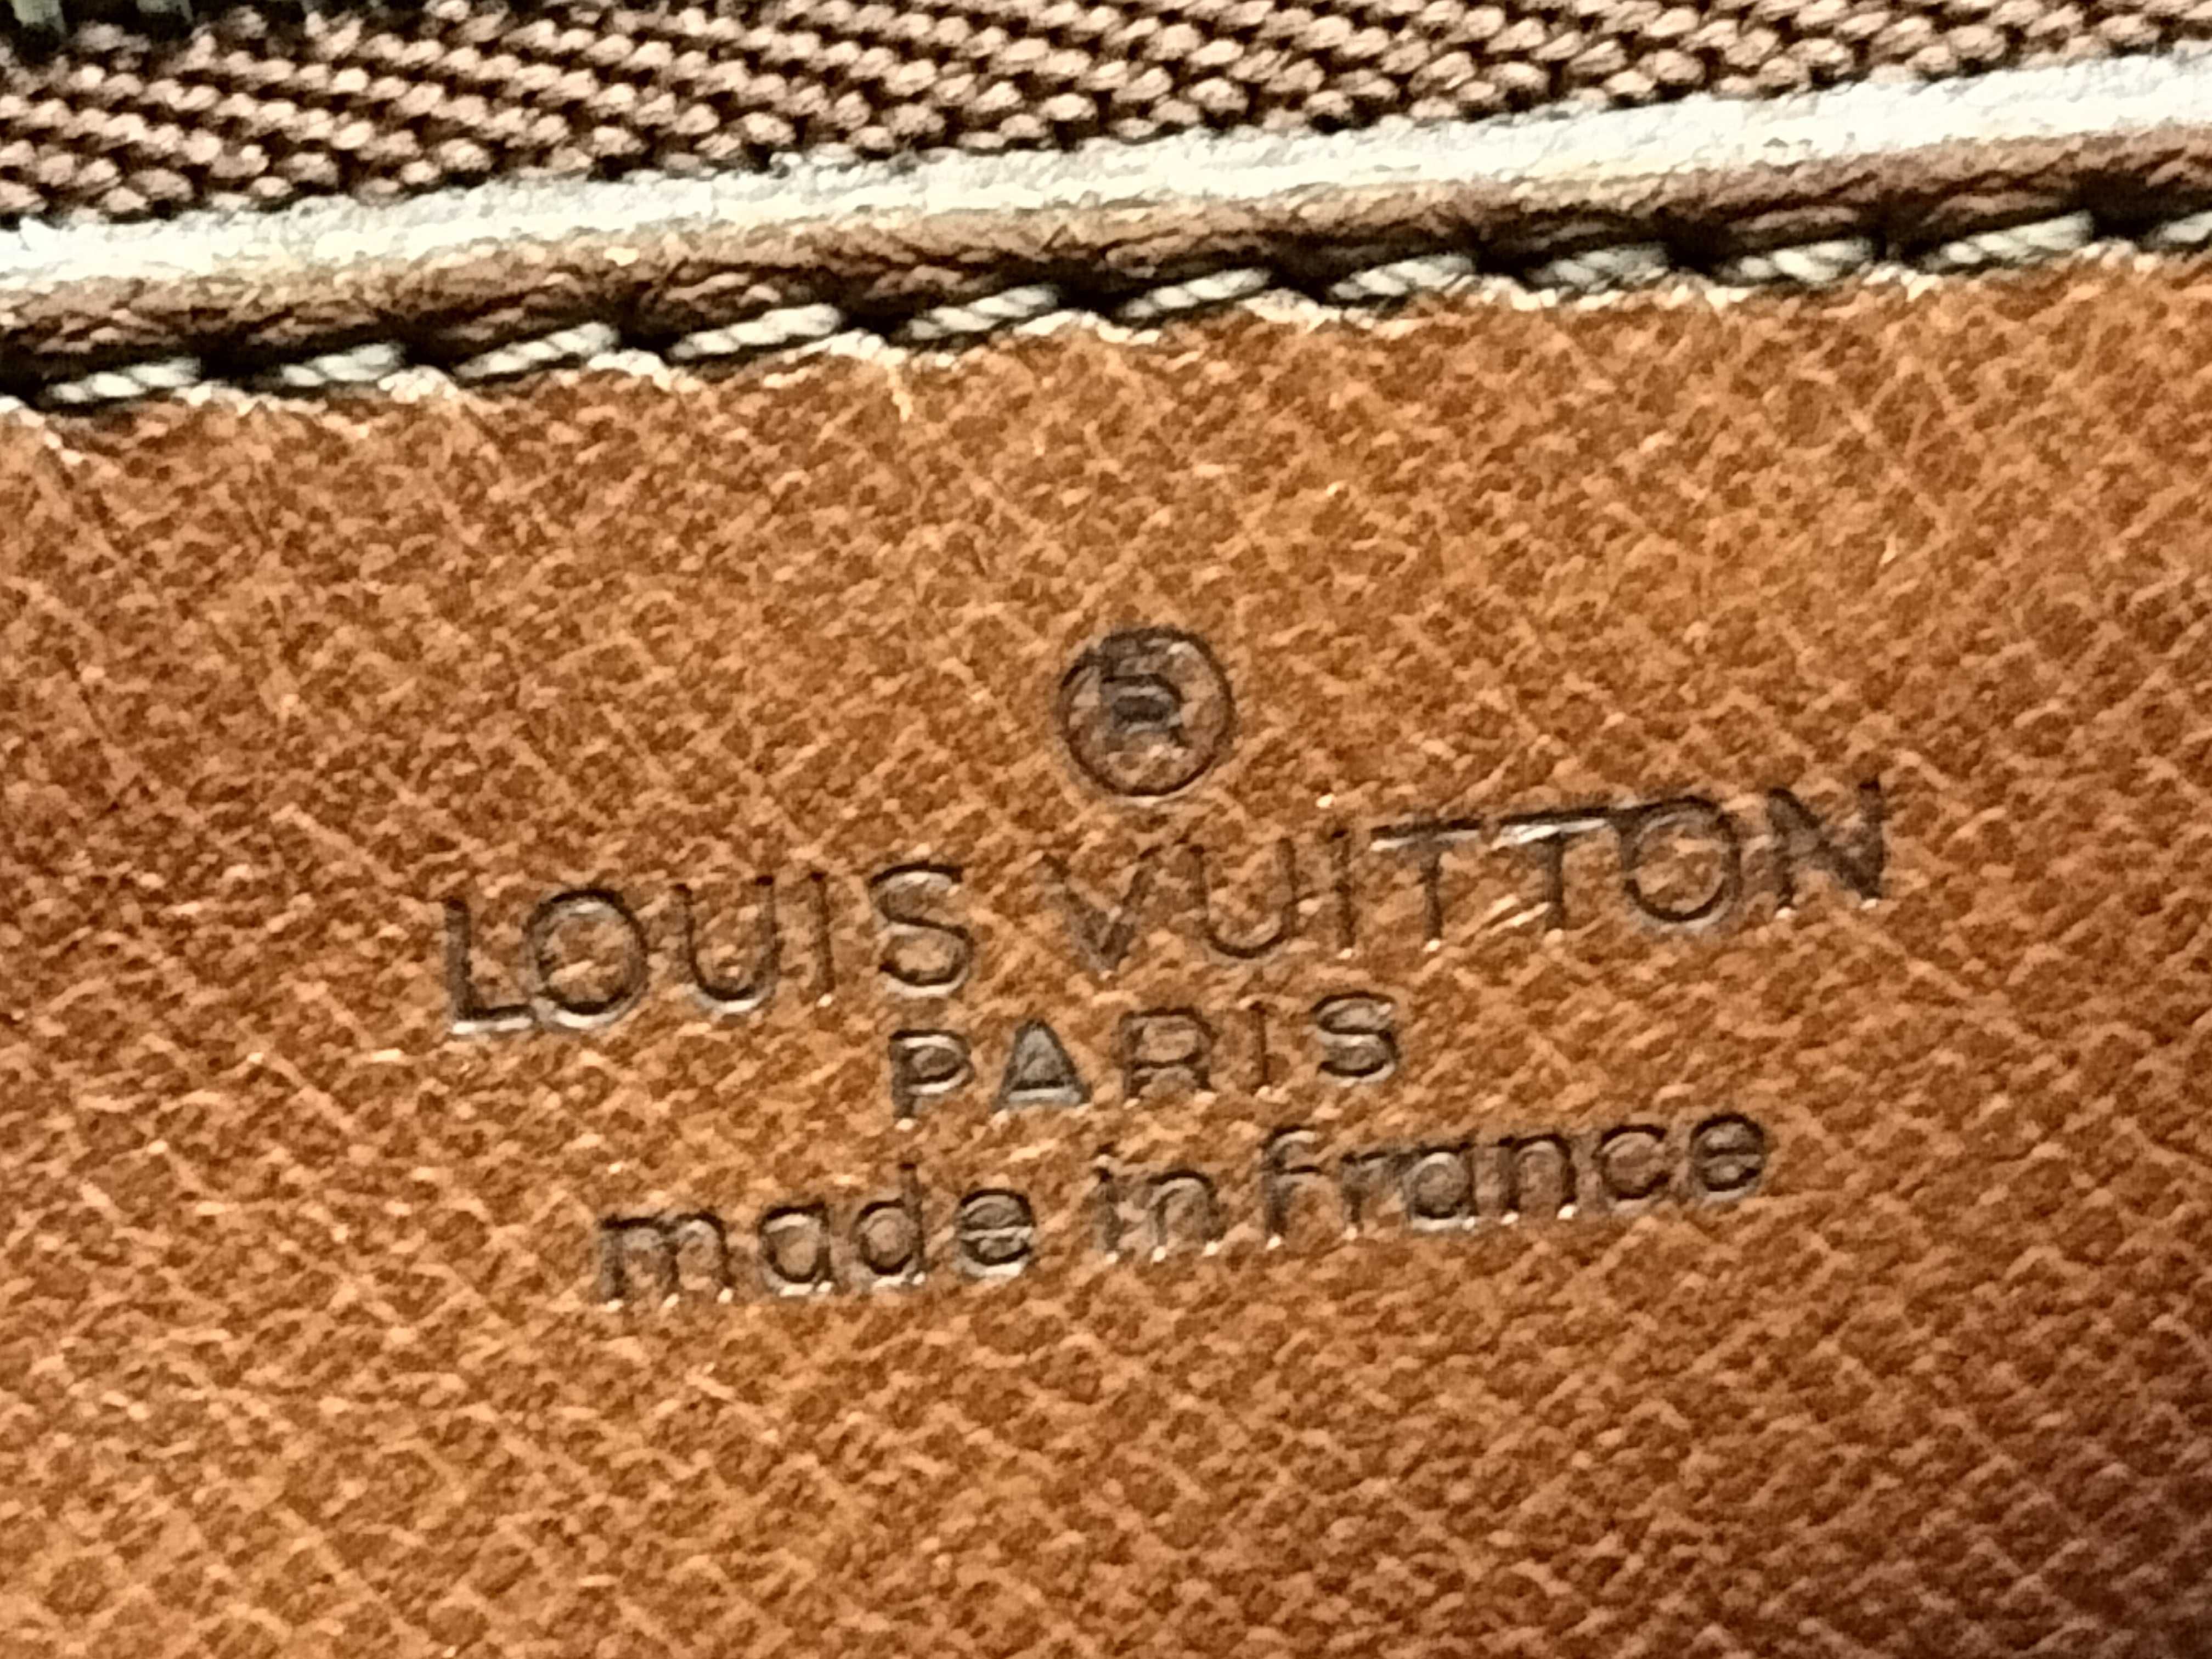 ®
LOUIS VUITTON
PARIS
made in france